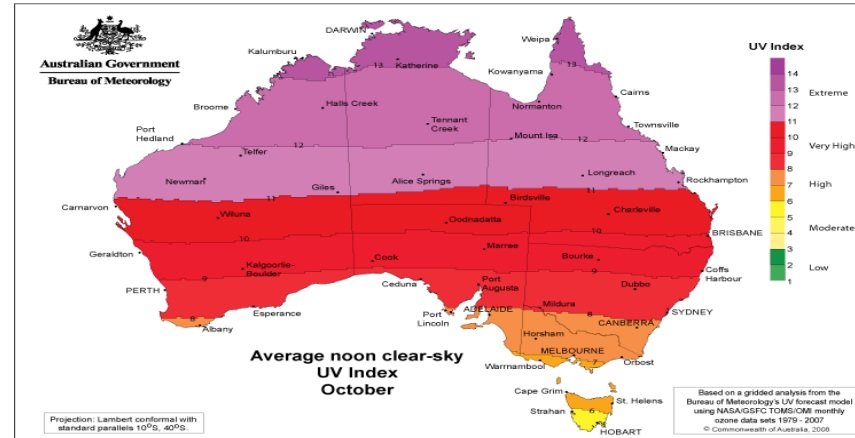 Australian Government
Bureau of Meteorology
DARWIN
Kalumburu
13
Katherine
Weipa
13
Kowanyama
Broome
Halls Creek
Tennant
Creek
Normanton
Cairns
Townsville
Port
Hedland
12
Telfer
Mount Isa
12
Mackay
Newman
Giles
Alice Springs
Longreach
Rockhampton
11
11
Carnarvon
Wiluna
Birdsville
Oodnadatta
Charleville
10
10
BRISBANE
Geraldton
Kalgoorlie-
Boulder
Cook
Marree
Bourke
9
9
Coffs
Harbour
PERTH
Ceduna
Port
Augusta
Dubbo
Esperance
Mildura
8
8
SYDNEY
Albany
Port
Lincoln
ADELAIDE
CANBERRA
Horsham
MELBOURNE
Orbost
Warrnambool
7
Cape Grim
St. Helens
Strahan
6
HOBART
UV Index
14
13
12
11
10
9
8
7
6
5
4
3
2
1
Extreme
Very High
High
Moderate
Low
Average noon clear-sky
UV Index
October
Projection: Lambert conformal with
standard parallels 10°S, 40°S.
Based on a gridded analysis from the
Bureau of Meteorology's UV forecast model
using NASA/GSFC TOMS/OMI monthly
ozone data sets 1979 - 2007
© Commonwealth of Australia, 2008